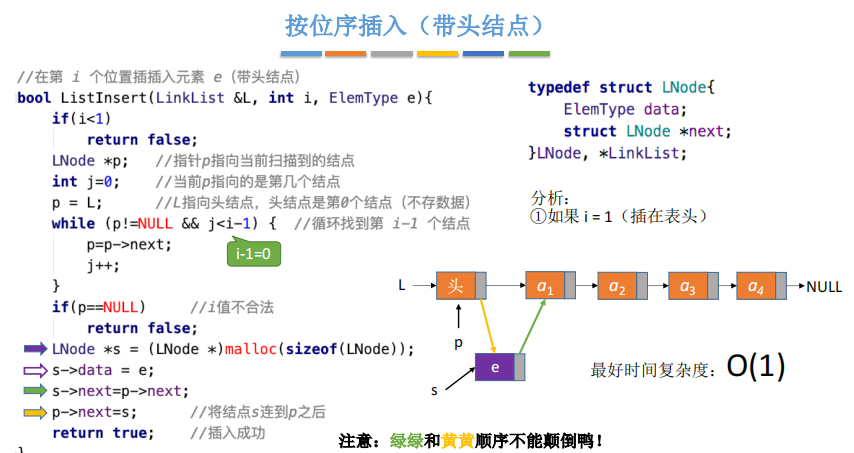 按位序插入（带头结点）
//在第 i 个位置插插入元素 e（带头结点）
bool ListInsert(LinkList &L, int i, ElemType e){
if(i<1)
return false;
LNode *p; //指针p指向当前扫描到的结点
int j=0; //当前p指向的是第几个结点
p = L; //L指向头结点，头结点是第0个结点（不存数据）
while (p!=NULL && j<i-1) { //循环找到第 i-1 个结点
p=p->next;
j++;
}
i-1=0
if(p==NULL) //i值不合法
return false;
LNode *s = (LNode *)malloc(sizeof(LNode));
s->data = e;
s->next=p->next;
p->next=s; //将结点s连到p之后
return true; //插入成功
}
typedef struct LNode{
ElemType data;
struct LNode *next;
}LNode, *LinkList;
分析：
①如果 i = 1（插在表头）
L 头 a1 a2 a3 a4 NULL
p
e
s
最好时间复杂度：O(1)
注意：绿绿和黄黄顺序不能颠倒鸭！